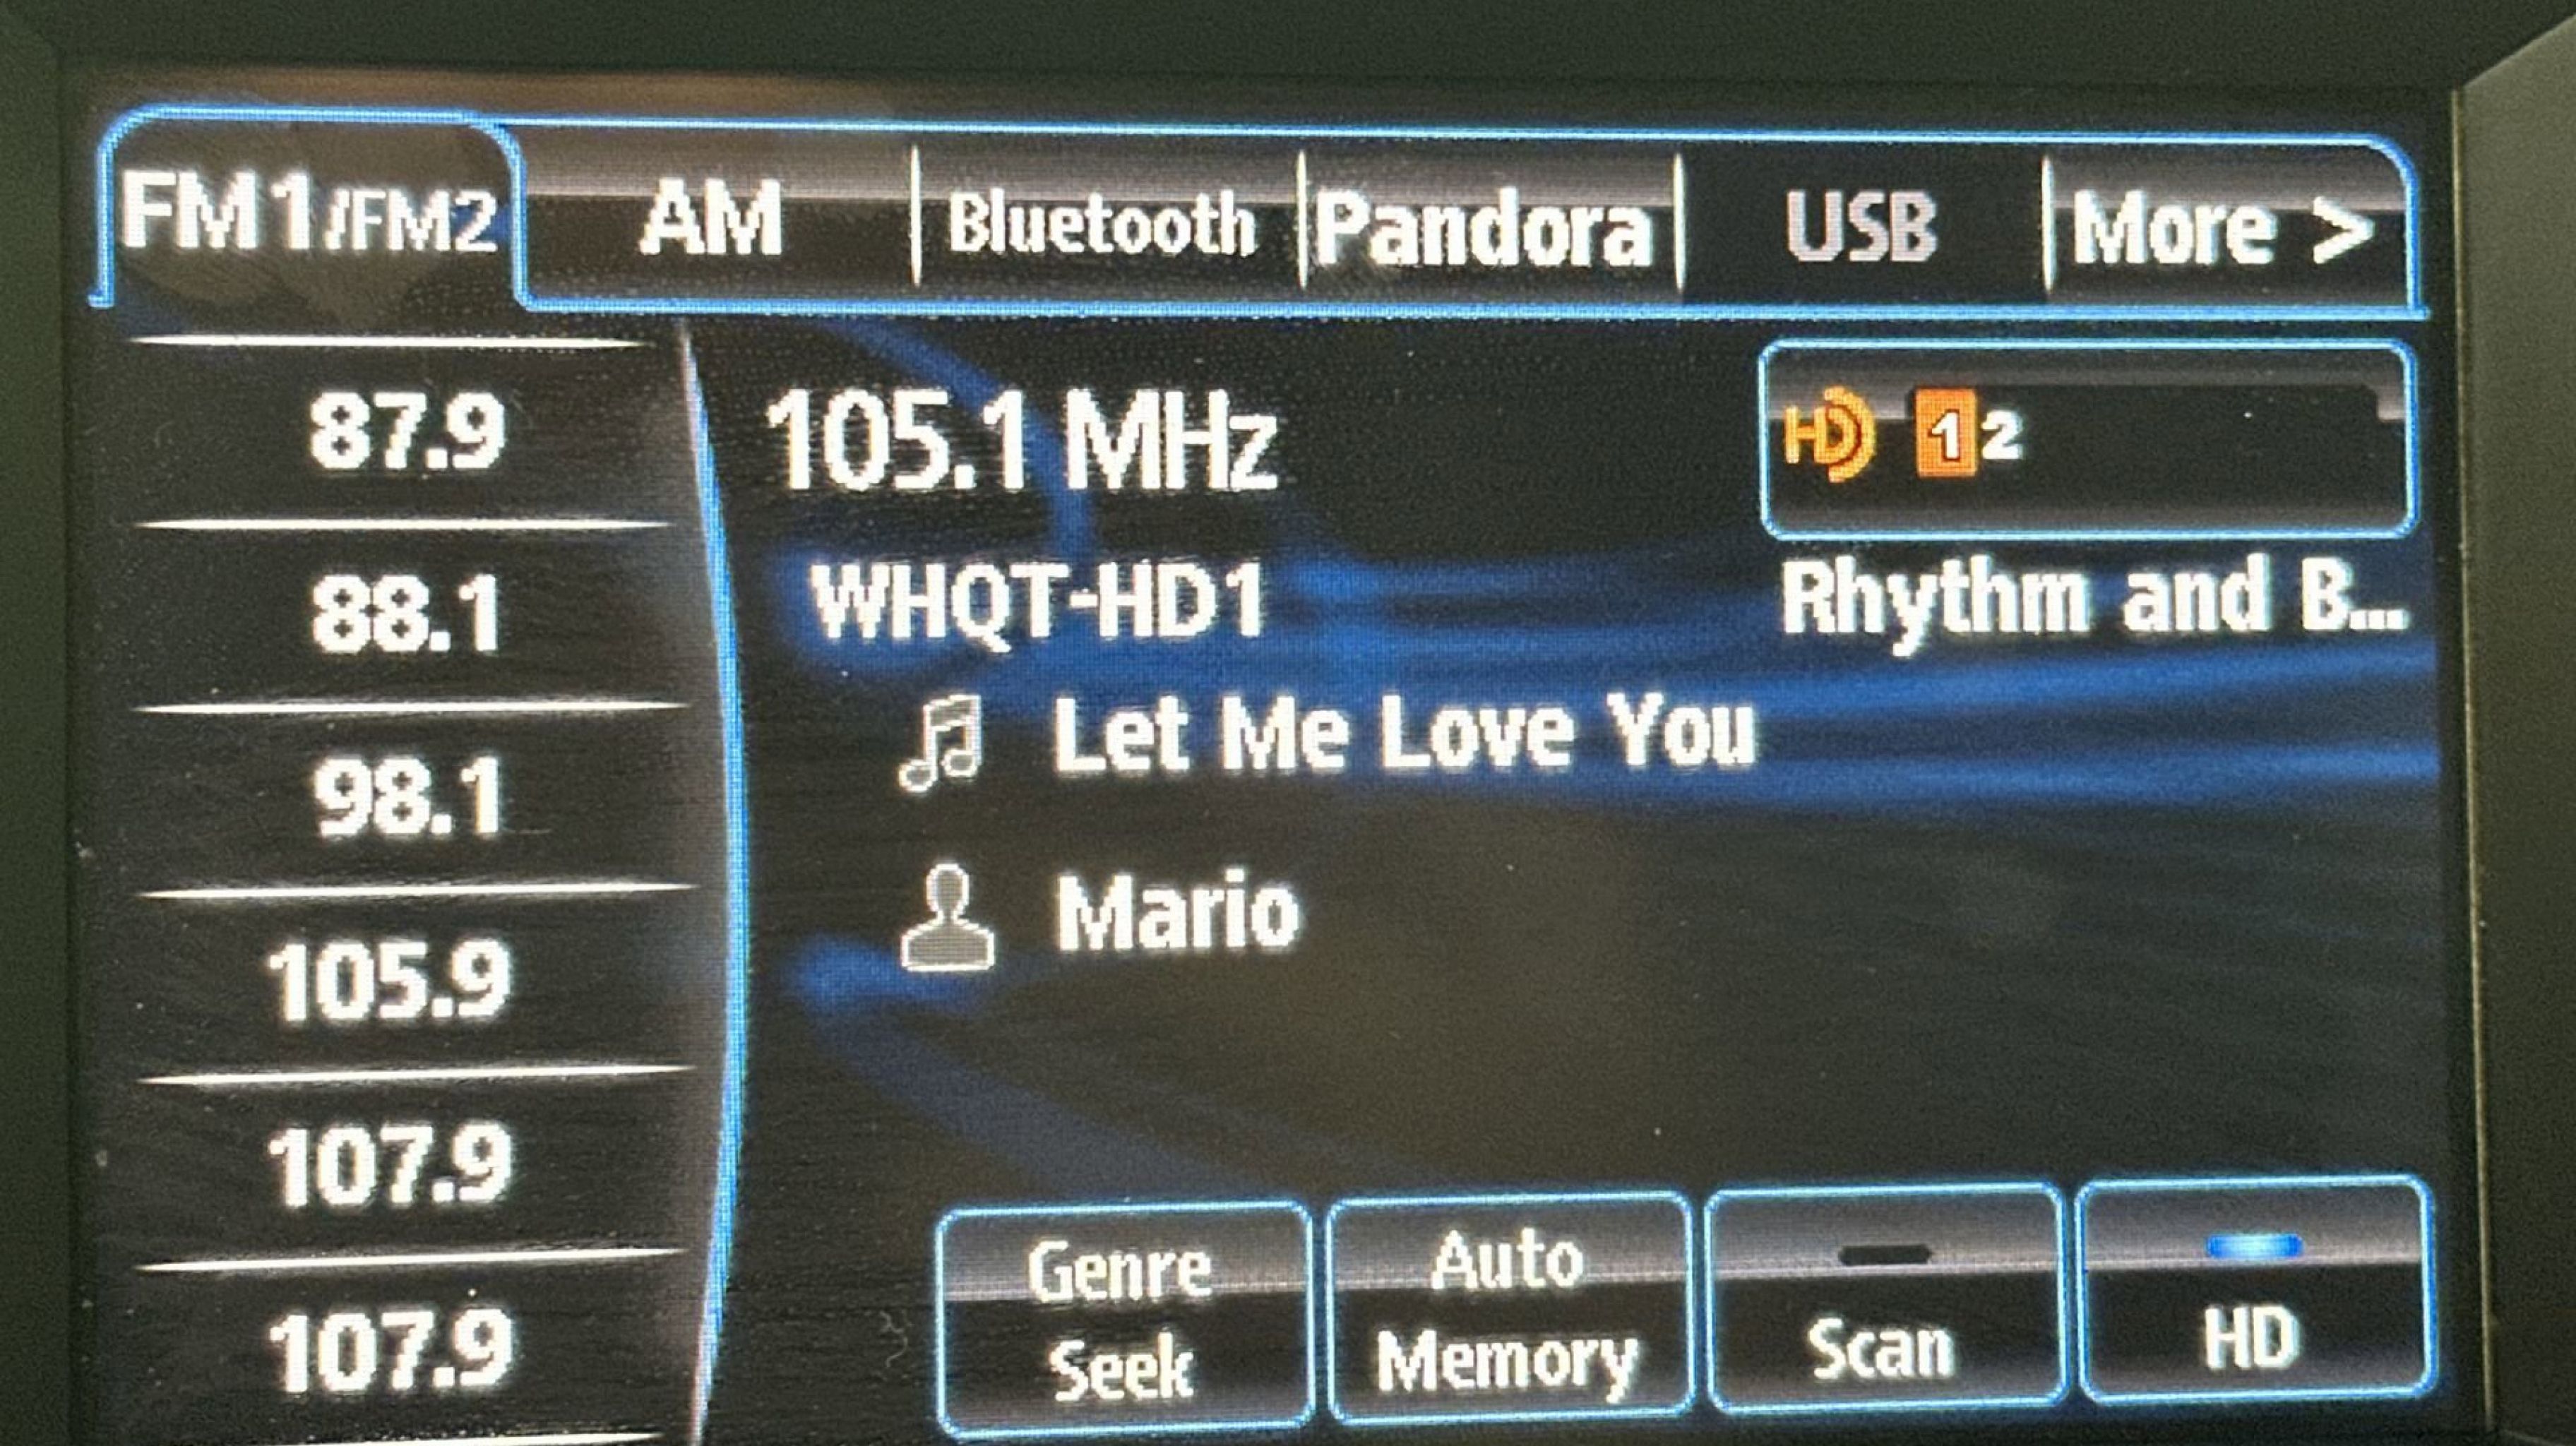 FM1/FM2 AM Bluetooth Pandora USB More >
87.9
88.1
98.1
105.9
107.9
107.9
105.1 MHz
HD 1 2
WHQT-HD1
Rhythm and B...
Let Me Love You
Mario
Genre Seek
Auto Memory
Scan
HD